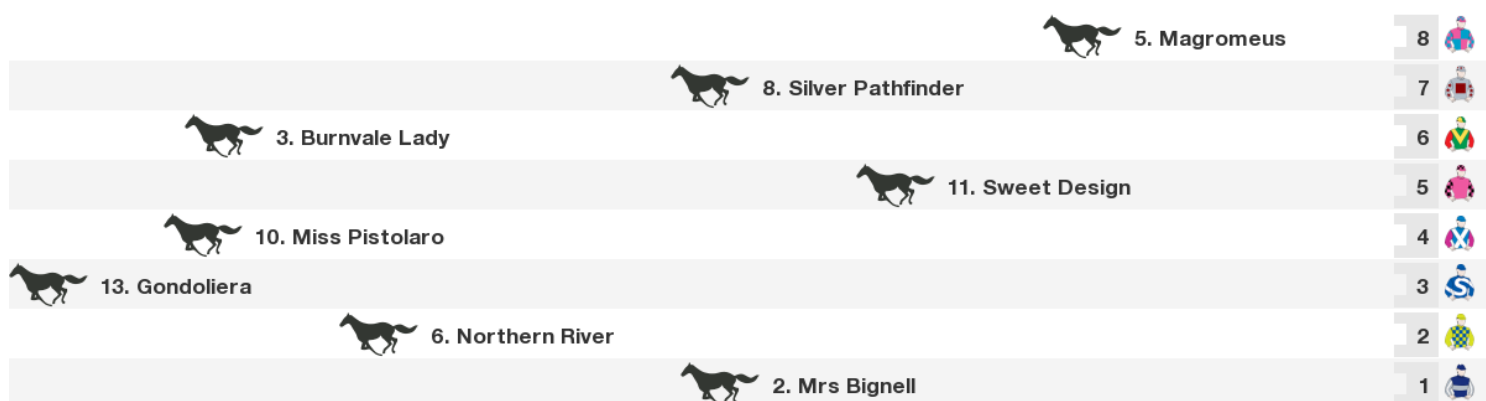 5. Magromeus 8
8. Silver Pathfinder 7
3. Burnvale Lady 6
11. Sweet Design 5
10. Miss Pistolaro 4
13. Gondoliera 3
6. Northern River 2
2. Mrs Bignell 1